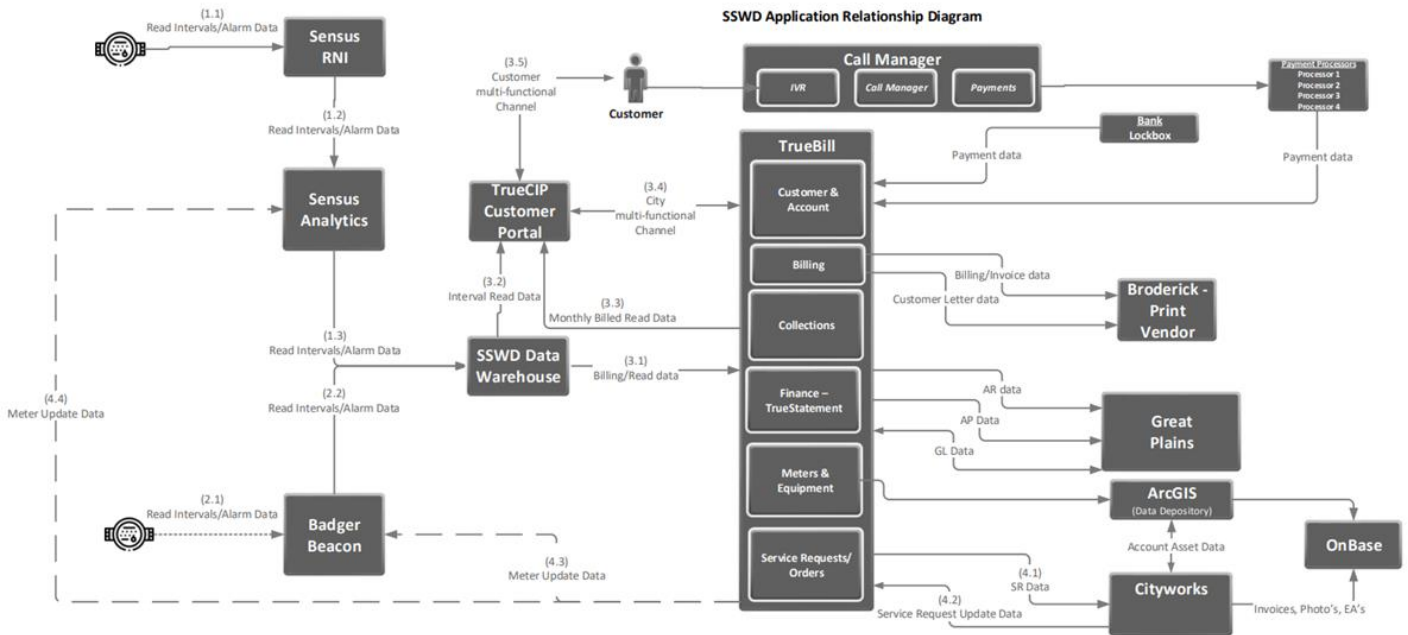 SSWD Application Relationship Diagram
(1.1)
Read Intervals/Alarm Data
Sensus
RNI
(1.2)
Read Intervals/Alarm Data
Sensus
Analytics
(3.5)
Customer
multi-functional
Channel
Customer
Call Manager
IVR
Call Manager
Payments
Payment Processors
Processor 1
Processor 2
Processor 3
Processor 4
Bank
Lockbox
Payment data
Payment data
TrueBill
Customer &
Account
TrueCIP
Customer
Portal
(3.4)
City
multi-functional
Channel
Billing
Billing/Invoice data
Customer Letter data
Broderick -
Print
Vendor
(3.2)
Interval Read Data
(3.3)
Monthly Billed Read Data
Collections
(1.3)
Read Intervals/Alarm Data
SSWD Data
Warehouse
(3.1)
Billing/Read data
(2.2)
Read Intervals/Alarm Data
(4.4)
Meter Update Data
Finance –
TrueStatement
AR data
AP Data
GL Data
Great
Plains
Meters &
Equipment
ArcGIS
(Data Depository)
(2.1)
Read Intervals/Alarm Data
Badger
Beacon
(4.3)
Meter Update Data
Service Requests/
Orders
Account Asset Data
OnBase
(4.1)
SR Data
(4.2)
Service Request Update Data
Cityworks
Invoices, Photo's, EA's